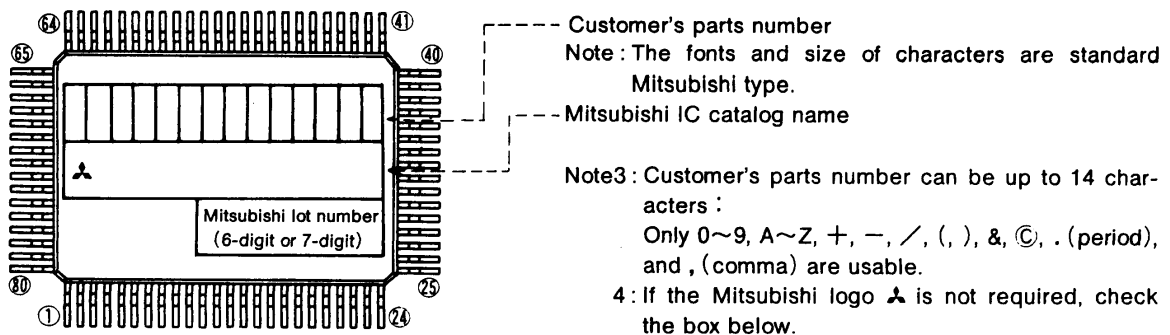 64
41
65
40
80
25
1
24
Mitsubishi lot number
(6-digit or 7-digit)
Customer's parts number
Note : The fonts and size of characters are standard
Mitsubishi type.
Mitsubishi IC catalog name
Note3 : Customer's parts number can be up to 14 char-
acters :
Only 0~9, A~Z, +, −, /, (, ), &, Ⓒ, . (period),
and , (comma) are usable.
4 : If the Mitsubishi logo is not required, check
the box below.